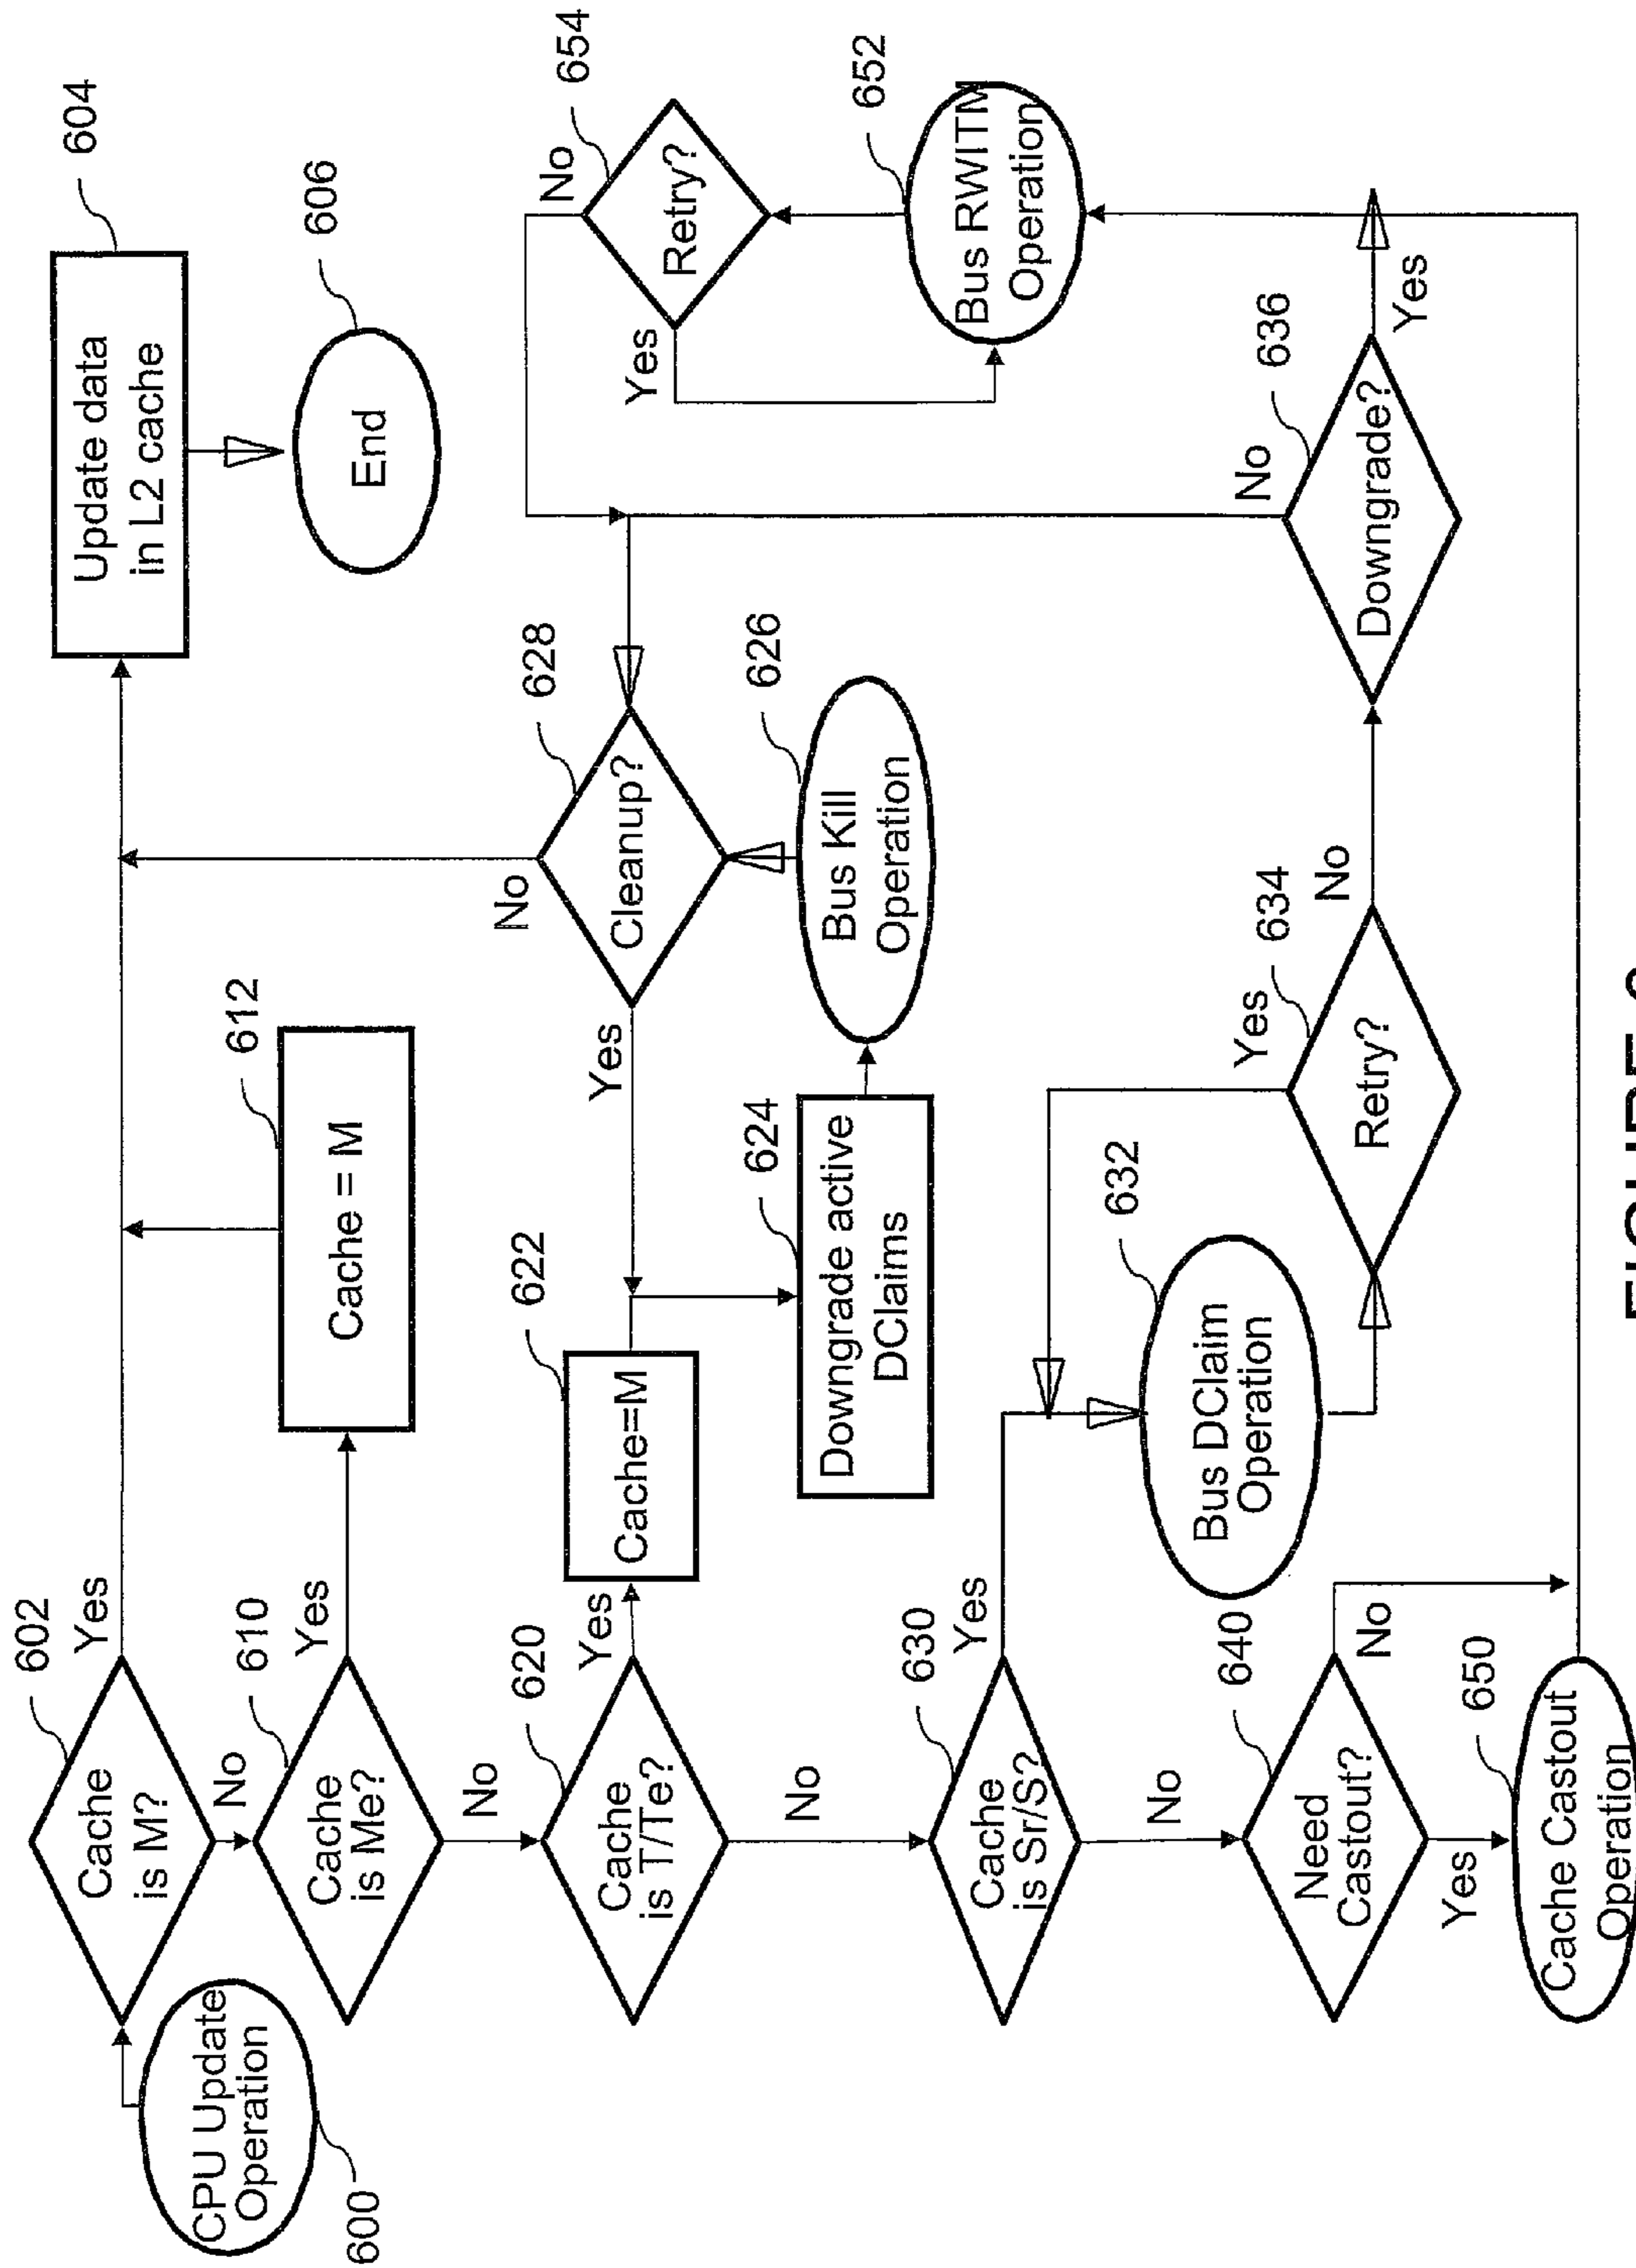 600
CPU Update
Operation
602
Cache
is M?
Yes
No
604
Update data
in L2 cache
606
End
610
Cache
is Me?
Yes
No
612
Cache = M
620
Cache
is T/Te?
Yes
No
622
Cache=M
624
Downgrade active
DClaims
626
Bus Kill
Operation
628
Cleanup?
Yes
No
630
Cache
is Sr/S?
Yes
No
632
Bus DClaim
Operation
634
Retry?
Yes
No
636
Downgrade?
No
Yes
640
Need
Castout?
No
Yes
650
Cache Castout
Operation
652
Bus RWITM
Operation
654
Retry?
Yes
No